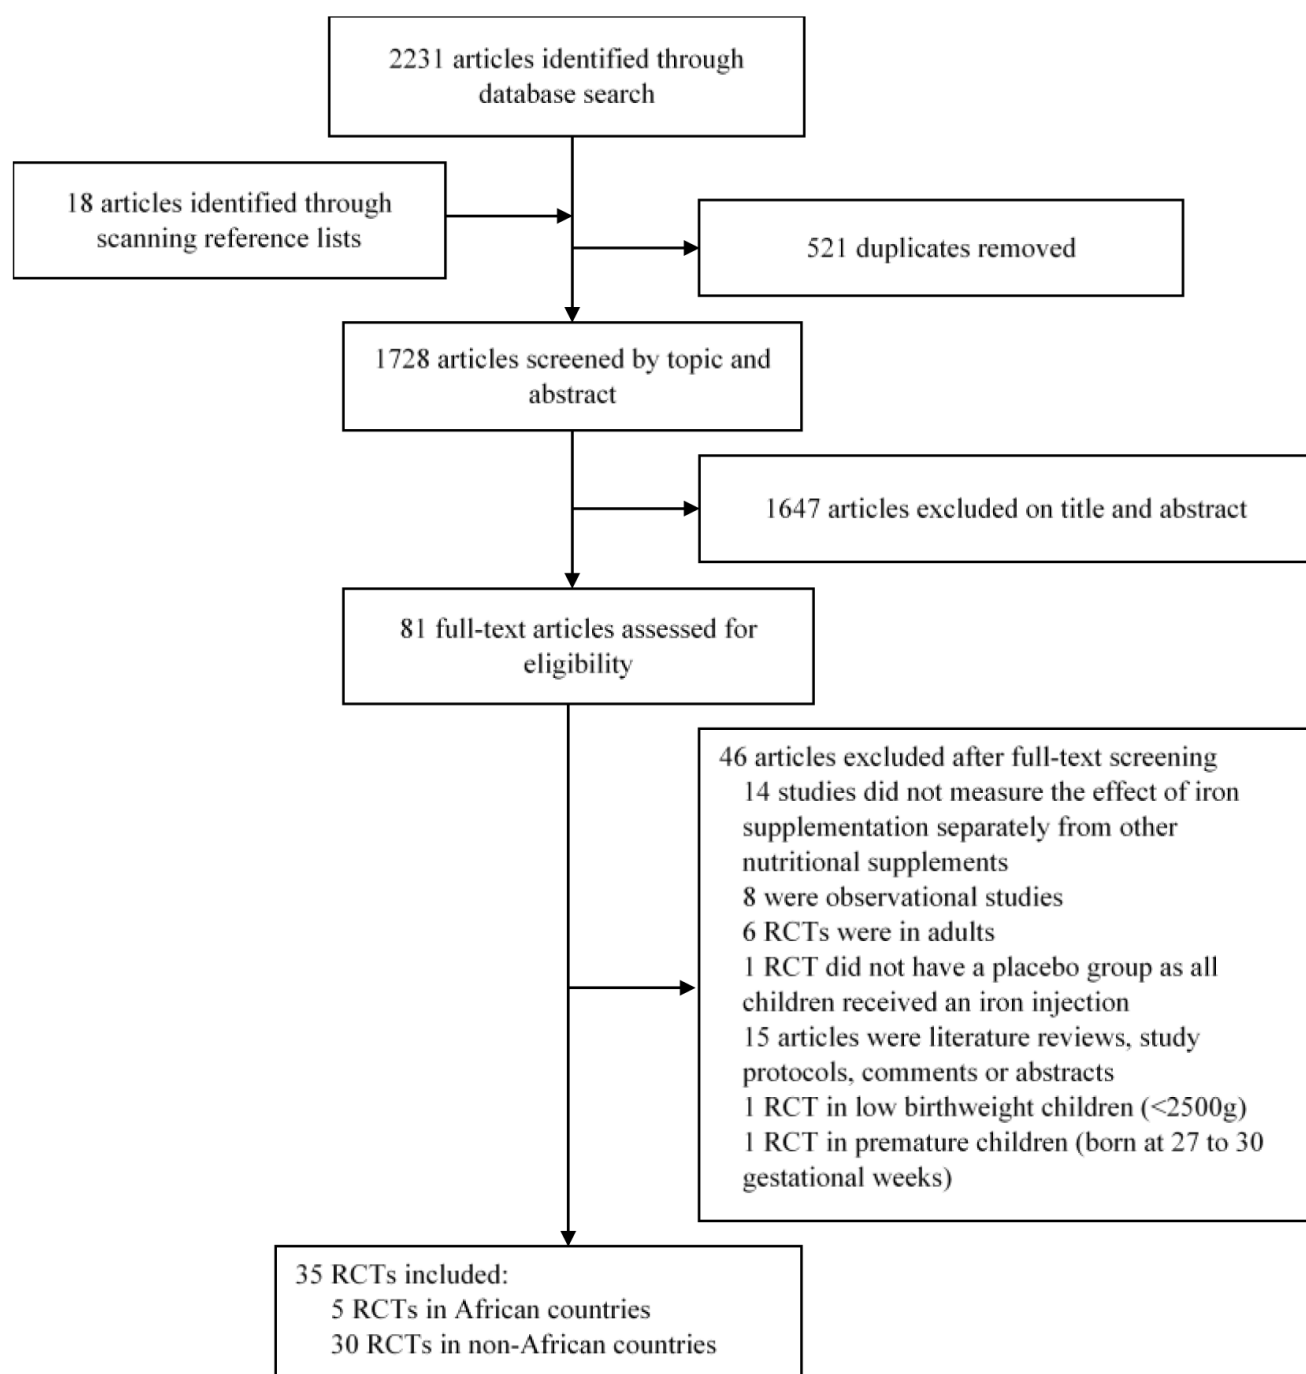 2231 articles identified through
database search
18 articles identified through
scanning reference lists
521 duplicates removed
1728 articles screened by topic and
abstract
1647 articles excluded on title and abstract
81 full-text articles assessed for
eligibility
46 articles excluded after full-text screening
14 studies did not measure the effect of iron
supplementation separately from other
nutritional supplements
8 were observational studies
6 RCTs were in adults
1 RCT did not have a placebo group as all
children received an iron injection
15 articles were literature reviews, study
protocols, comments or abstracts
1 RCT in low birthweight children (<2500g)
1 RCT in premature children (born at 27 to 30
gestational weeks)
35 RCTs included:
5 RCTs in African countries
30 RCTs in non-African countries